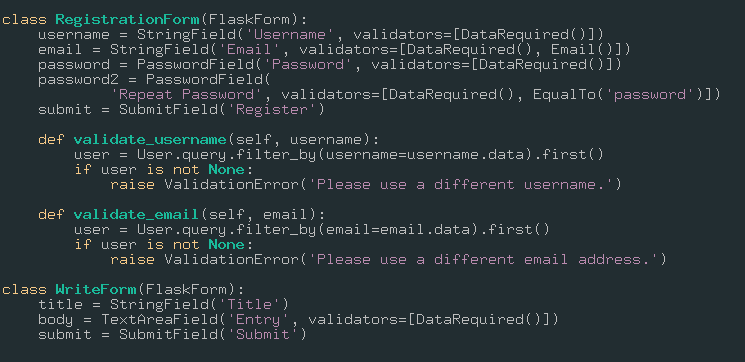 class RegistrationForm(FlaskForm):
    username = StringField('Username', validators=[DataRequired()])
    email = StringField('Email', validators=[DataRequired(), Email()])
    password = PasswordField('Password', validators=[DataRequired()])
    password2 = PasswordField(
            'Repeat Password', validators=[DataRequired(), EqualTo('password')])
    submit = SubmitField('Register')

    def validate_username(self, username):
        user = User.query.filter_by(username=username.data).first()
        if user is not None:
            raise ValidationError('Please use a different username.')

    def validate_email(self, email):
        user = User.query.filter_by(email=email.data).first()
        if user is not None:
            raise ValidationError('Please use a different email address.')

class WriteForm(FlaskForm):
    title = StringField('Title')
    body = TextAreaField('Entry', validators=[DataRequired()])
    submit = SubmitField('Submit')